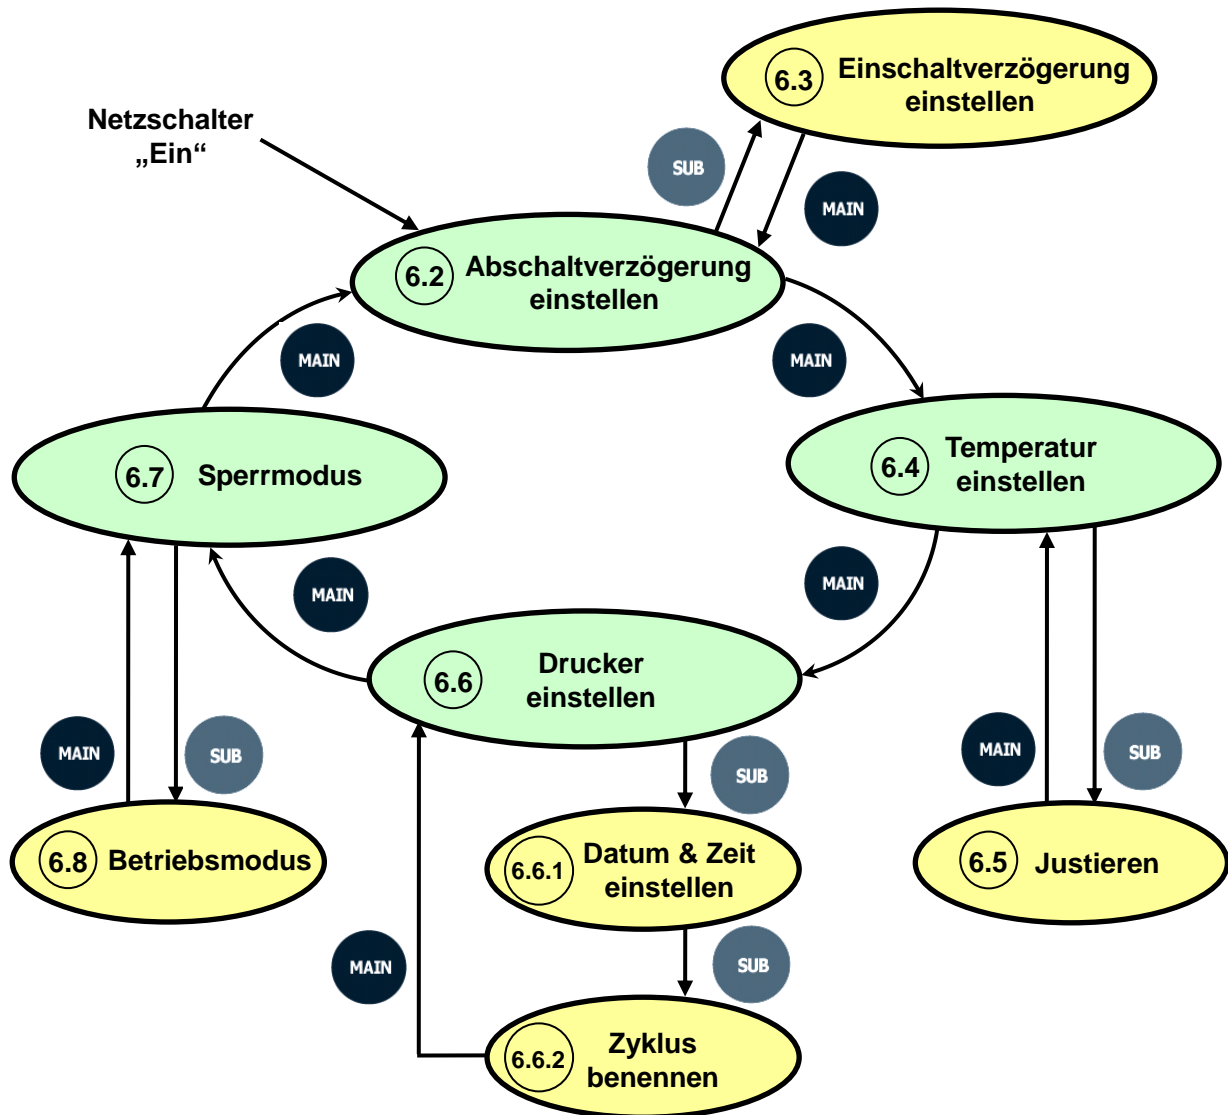 6.3 Einschaltverzögerung
einstellen
Netzschalter
„Ein“
SUB
MAIN
6.2 Abschaltverzögerung
einstellen
MAIN
MAIN
6.7 Sperrmodus
6.4 Temperatur
einstellen
MAIN
MAIN
6.6 Drucker
einstellen
MAIN
SUB
SUB
MAIN
SUB
6.8 Betriebsmodus
6.6.1 Datum & Zeit
einstellen
6.5 Justieren
MAIN
SUB
6.6.2 Zyklus
benennen